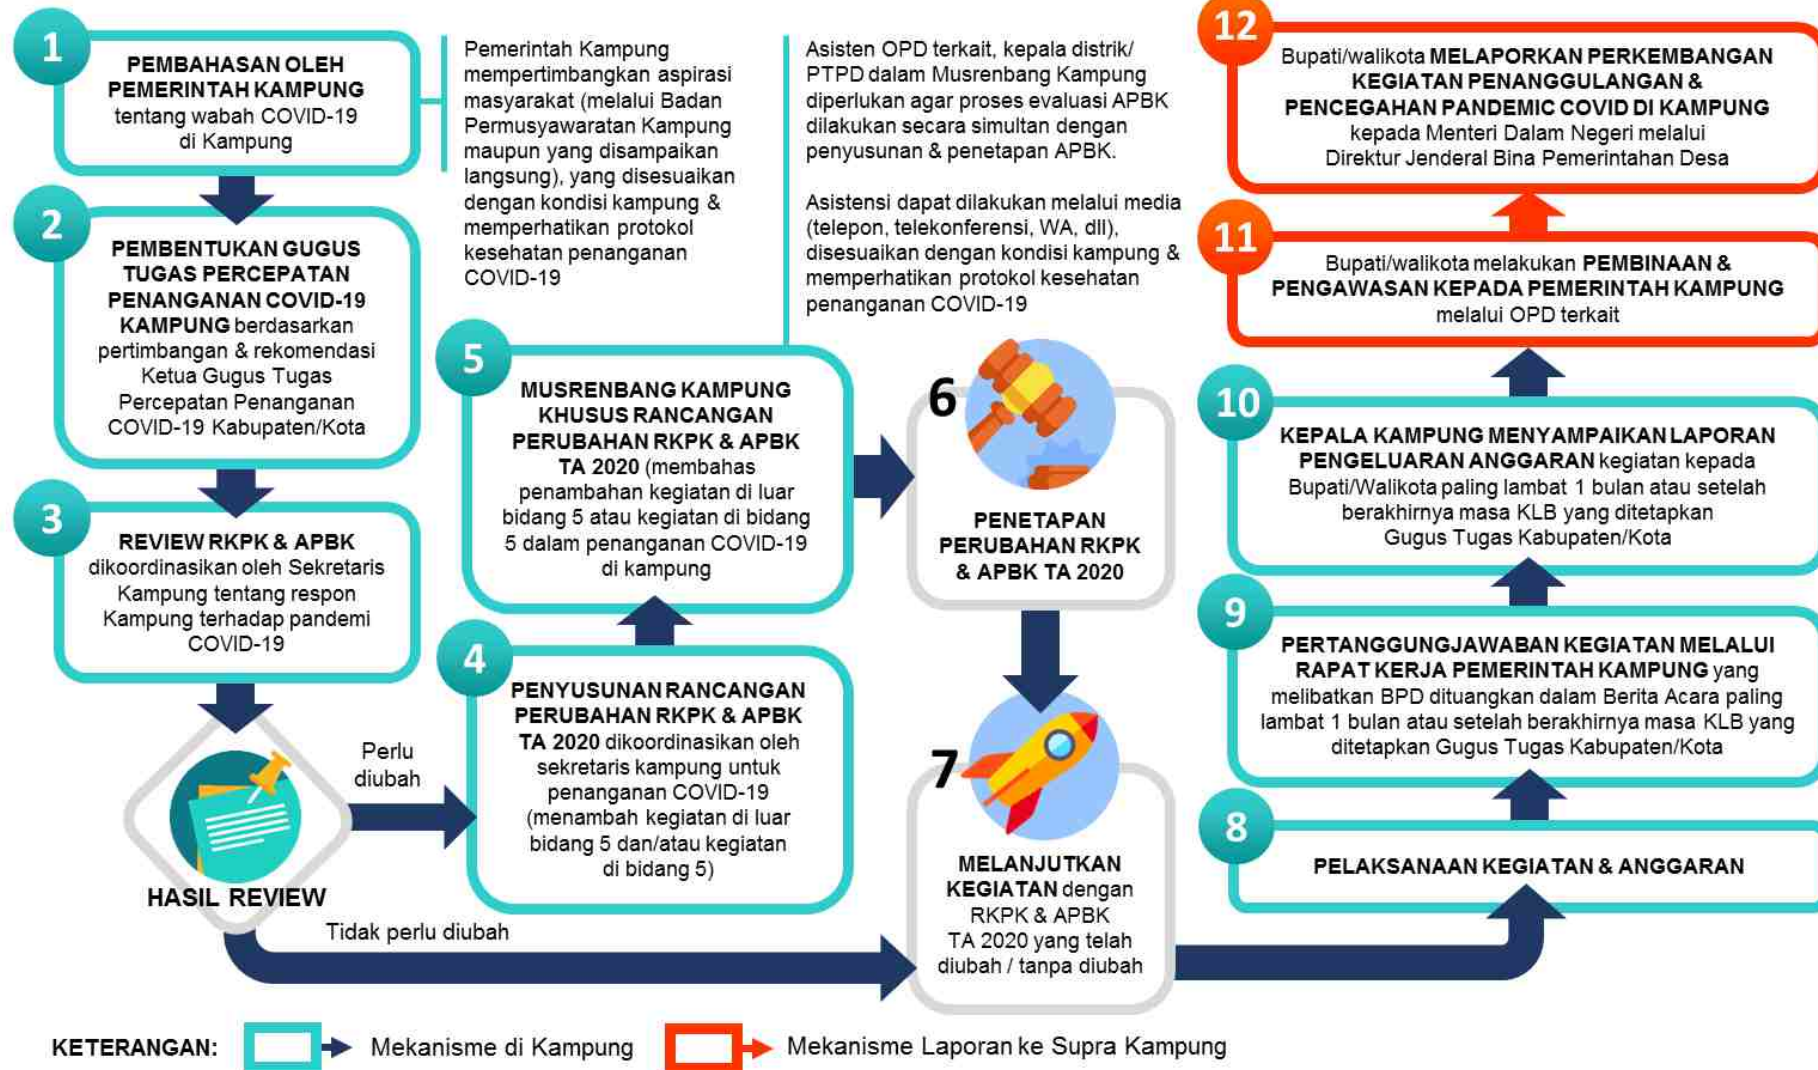 1
PEMBAHASAN OLEH
PEMERINTAH KAMPUNG
tentang wabah COVID-19
di Kampung
Pemerintah Kampung
mempertimbangkan aspirasi
masyarakat (melalui Badan
Permusyawaratan Kampung
maupun yang disampaikan
langsung), yang disesuaikan
dengan kondisi kampung &
memperhatikan protokol
kesehatan penanganan
COVID-19
2
PEMBENTUKAN GUGUS
TUGAS PERCEPATAN
PENANGANAN COVID-19
KAMPUNG berdasarkan
pertimbangan & rekomendasi
Ketua Gugus Tugas
Percepatan Penanganan
COVID-19 Kabupaten/Kota
3
REVIEW RKPK & APBK
dikoordinasikan oleh Sekretaris
Kampung tentang respon
Kampung terhadap pandemi
COVID-19
HASIL REVIEW
Perlu
diubah
Tidak perlu diubah
4
PENYUSUNAN RANCANGAN
PERUBAHAN RKPK & APBK
TA 2020 dikoordinasikan oleh
sekretaris kampung untuk
penanganan COVID-19
(menambah kegiatan di luar
bidang 5 dan/atau kegiatan
di bidang 5)
5
MUSRENBANG KAMPUNG
KHUSUS RANCANGAN
PERUBAHAN RKPK & APBK
TA 2020 (membahas
penambahan kegiatan di luar
bidang 5 atau kegiatan di bidang
5 dalam penanganan COVID-19
di kampung
Asisten OPD terkait, kepala distrik/
PTPD dalam Musrenbang Kampung
diperlukan agar proses evaluasi APBK
dilakukan secara simultan dengan
penyusunan & penetapan APBK.
Asistensi dapat dilakukan melalui media
(telepon, telekonferensi, WA, dll),
disesuaikan dengan kondisi kampung &
memperhatikan protokol kesehatan
penanganan COVID-19
6
PENETAPAN
PERUBAHAN RKPK
& APBK TA 2020
7
MELANJUTKAN
KEGIATAN dengan
RKPK & APBK
TA 2020 yang telah
diubah / tanpa diubah
8
PELAKSANAAN KEGIATAN & ANGGARAN
9
PERTANGGUNGJAWABAN KEGIATAN MELALUI
RAPAT KERJA PEMERINTAH KAMPUNG yang
melibatkan BPD dituangkan dalam Berita Acara paling
lambat 1 bulan atau setelah berakhirnya masa KLB yang
ditetapkan Gugus Tugas Kabupaten/Kota
10
KEPALA KAMPUNG MENYAMPAIKAN LAPORAN
PENGELUARAN ANGGARAN kegiatan kepada
Bupati/Walikota paling lambat 1 bulan atau setelah
berakhirnya masa KLB yang ditetapkan
Gugus Tugas Kabupaten/Kota
11
Bupati/walikota melakukan PEMBINAAN &
PENGAWASAN KEPADA PEMERINTAH KAMPUNG
melalui OPD terkait
12
Bupati/walikota MELAPORKAN PERKEMBANGAN
KEGIATAN PENANGGULANGAN &
PENCEGAHAN PANDEMIC COVID DI KAMPUNG
kepada Menteri Dalam Negeri melalui
Direktur Jenderal Bina Pemerintahan Desa
KETERANGAN:
Mekanisme di Kampung
Mekanisme Laporan ke Supra Kampung